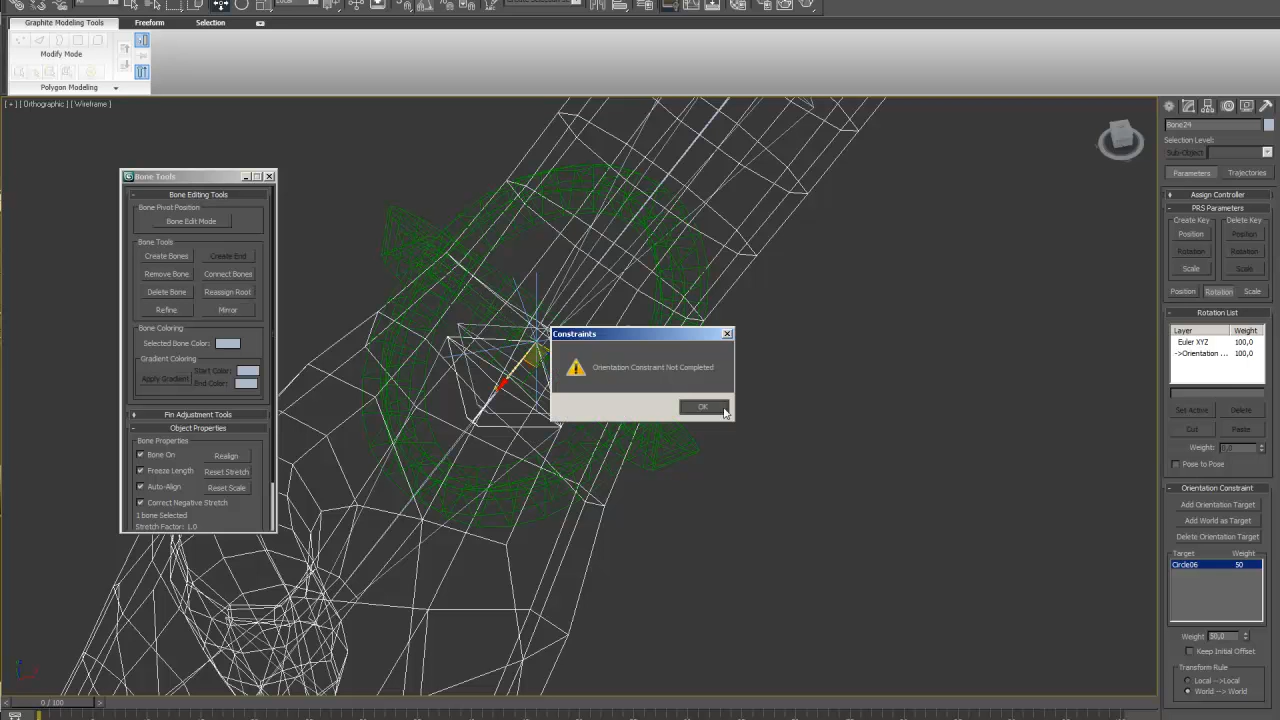 Graphite Modeling Tools
Freeform
Selection
Modify Mode
Polygon Modeling
[ + ] [ Orthographic ] [ Wireframe ]
Bone Tools
Bone Editing Tools
Bone Pivot Position
Bone Edit Mode
Bone Tools
Create Bones
Create End
Remove Bone
Connect Bones
Delete Bone
Reassign Root
Refine
Mirror
Bone Coloring
Selected Bone Color:
Gradient Coloring
Apply Gradient
Start Color:
End Color:
Fin Adjustment Tools
Object Properties
Bone Properties
Bone On
Realign
Freeze Length
Reset Stretch
Auto-Align
Reset Scale
Correct Negative Stretch
1 bone Selected
Stretch Factor: 1.0
Constraints
Orientation Constraint Not Completed
OK
Bone24
Selection Level:
Sub-Object
Parameters
Trajectories
+ Assign Controller
- PRS Parameters
Create Key
Delete Key
Position
Position
Rotation
Rotation
Scale
Scale
Position
Rotation
Scale
- Rotation List
Layer
Weight
Euler XYZ
100,0
->Orientation ...
100,0
Set Active
Delete
Cut
Paste
Weight:
Pose to Pose
- Orientation Constraint
Add Orientation Target
Add World as Target
Delete Orientation Target
Target
Weight
Circle06
50
Weight
50,0
Keep Initial Offset
Transform Rule
Local -->Local
World --> World
0 / 100